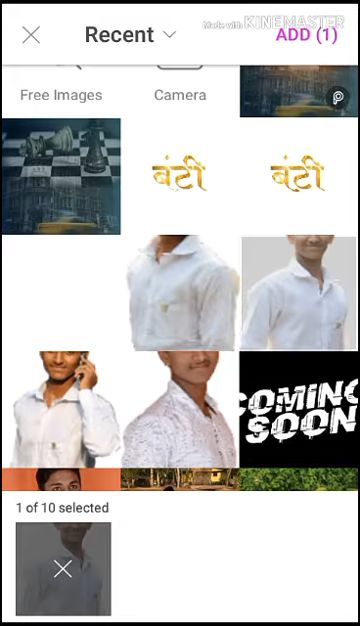 Made with KINEMASTER
Recent ADD (1)
Free Images Camera
बंटी बंटी
COMING
SOON
1 of 10 selected